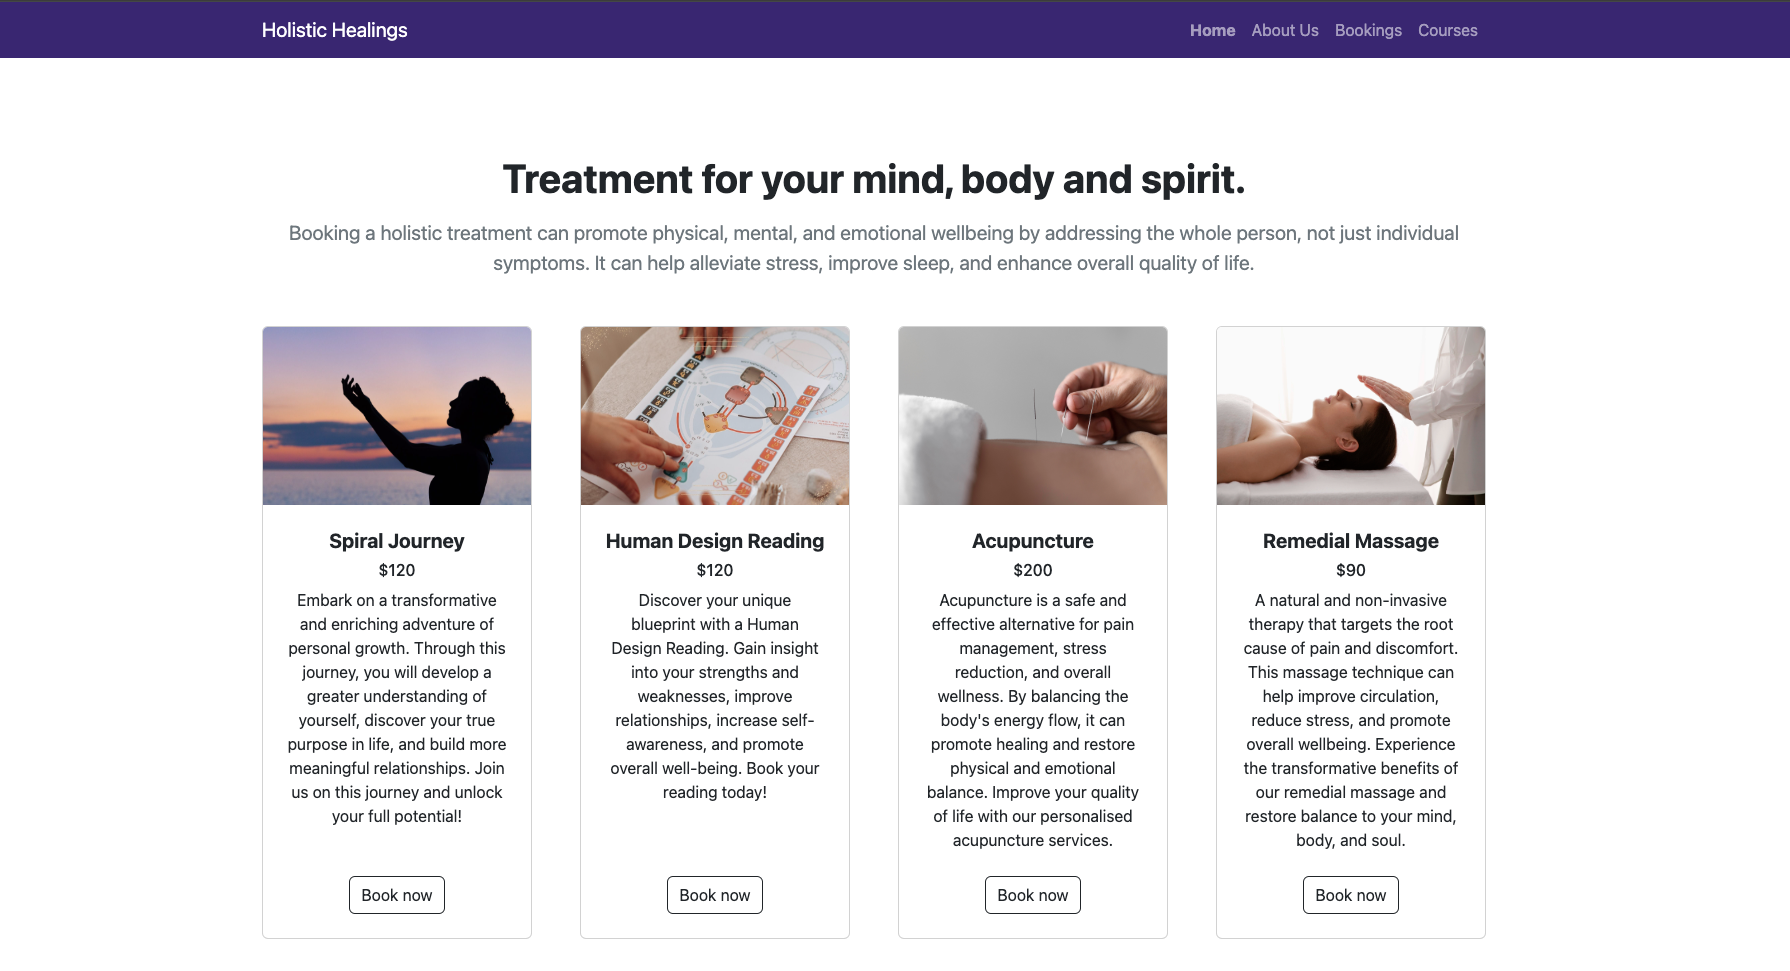 Holistic Healings
Home About Us Bookings Courses
Treatment for your mind, body and spirit.
Booking a holistic treatment can promote physical, mental, and emotional wellbeing by addressing the whole person, not just individual
symptoms. It can help alleviate stress, improve sleep, and enhance overall quality of life.
Spiral Journey
$120
Embark on a transformative
and enriching adventure of
personal growth. Through this
journey, you will develop a
greater understanding of
yourself, discover your true
purpose in life, and build more
meaningful relationships. Join
us on this journey and unlock
your full potential!
Book now
Human Design Reading
$120
Discover your unique
blueprint with a Human
Design Reading. Gain insight
into your strengths and
weaknesses, improve
relationships, increase self-
awareness, and promote
overall well-being. Book your
reading today!
Book now
Acupuncture
$200
Acupuncture is a safe and
effective alternative for pain
management, stress
reduction, and overall
wellness. By balancing the
body's energy flow, it can
promote healing and restore
physical and emotional
balance. Improve your quality
of life with our personalised
acupuncture services.
Book now
Remedial Massage
$90
A natural and non-invasive
therapy that targets the root
cause of pain and discomfort.
This massage technique can
help improve circulation,
reduce stress, and promote
overall wellbeing. Experience
the transformative benefits of
our remedial massage and
restore balance to your mind,
body, and soul.
Book now